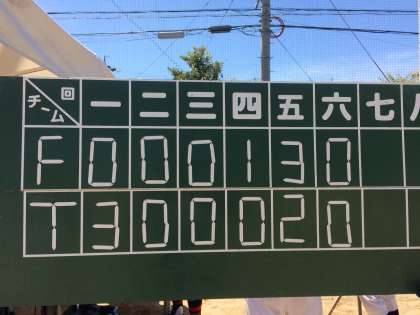 回 チーム 一 二 三 四 五 六 七 八
F 0 0 0 1 3 0
T 3 0 0 0 2 0